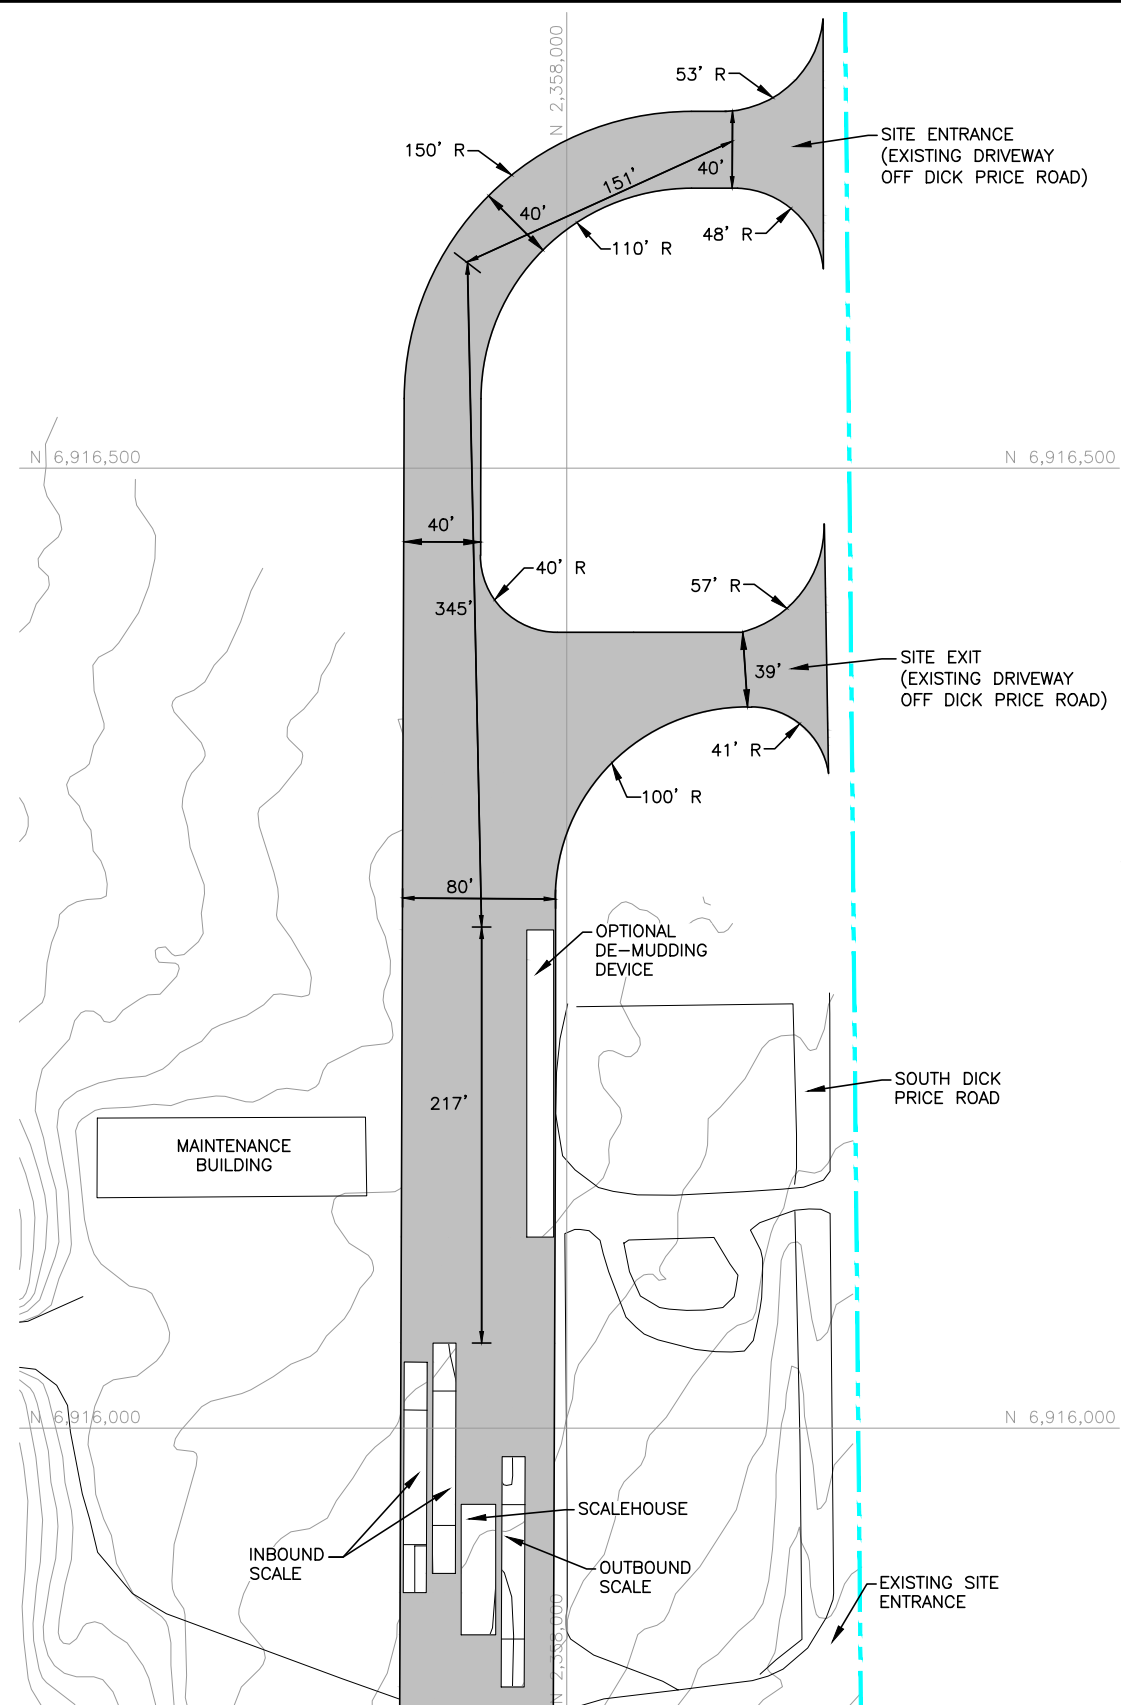 N 2,358,000
53' R
SITE ENTRANCE
(EXISTING DRIVEWAY
OFF DICK PRICE ROAD)
150' R
151'
40'
40'
48' R
110' R
N 6,916,500
N 6,916,500
40'
40' R
57' R
345'
SITE EXIT
(EXISTING DRIVEWAY
OFF DICK PRICE ROAD)
39'
41' R
100' R
80'
OPTIONAL
DE-MUDDING
DEVICE
SOUTH DICK
PRICE ROAD
217'
MAINTENANCE
BUILDING
N 6,916,000
N 6,916,000
SCALEHOUSE
INBOUND
SCALE
OUTBOUND
SCALE
EXISTING SITE
ENTRANCE
N 2,358,000